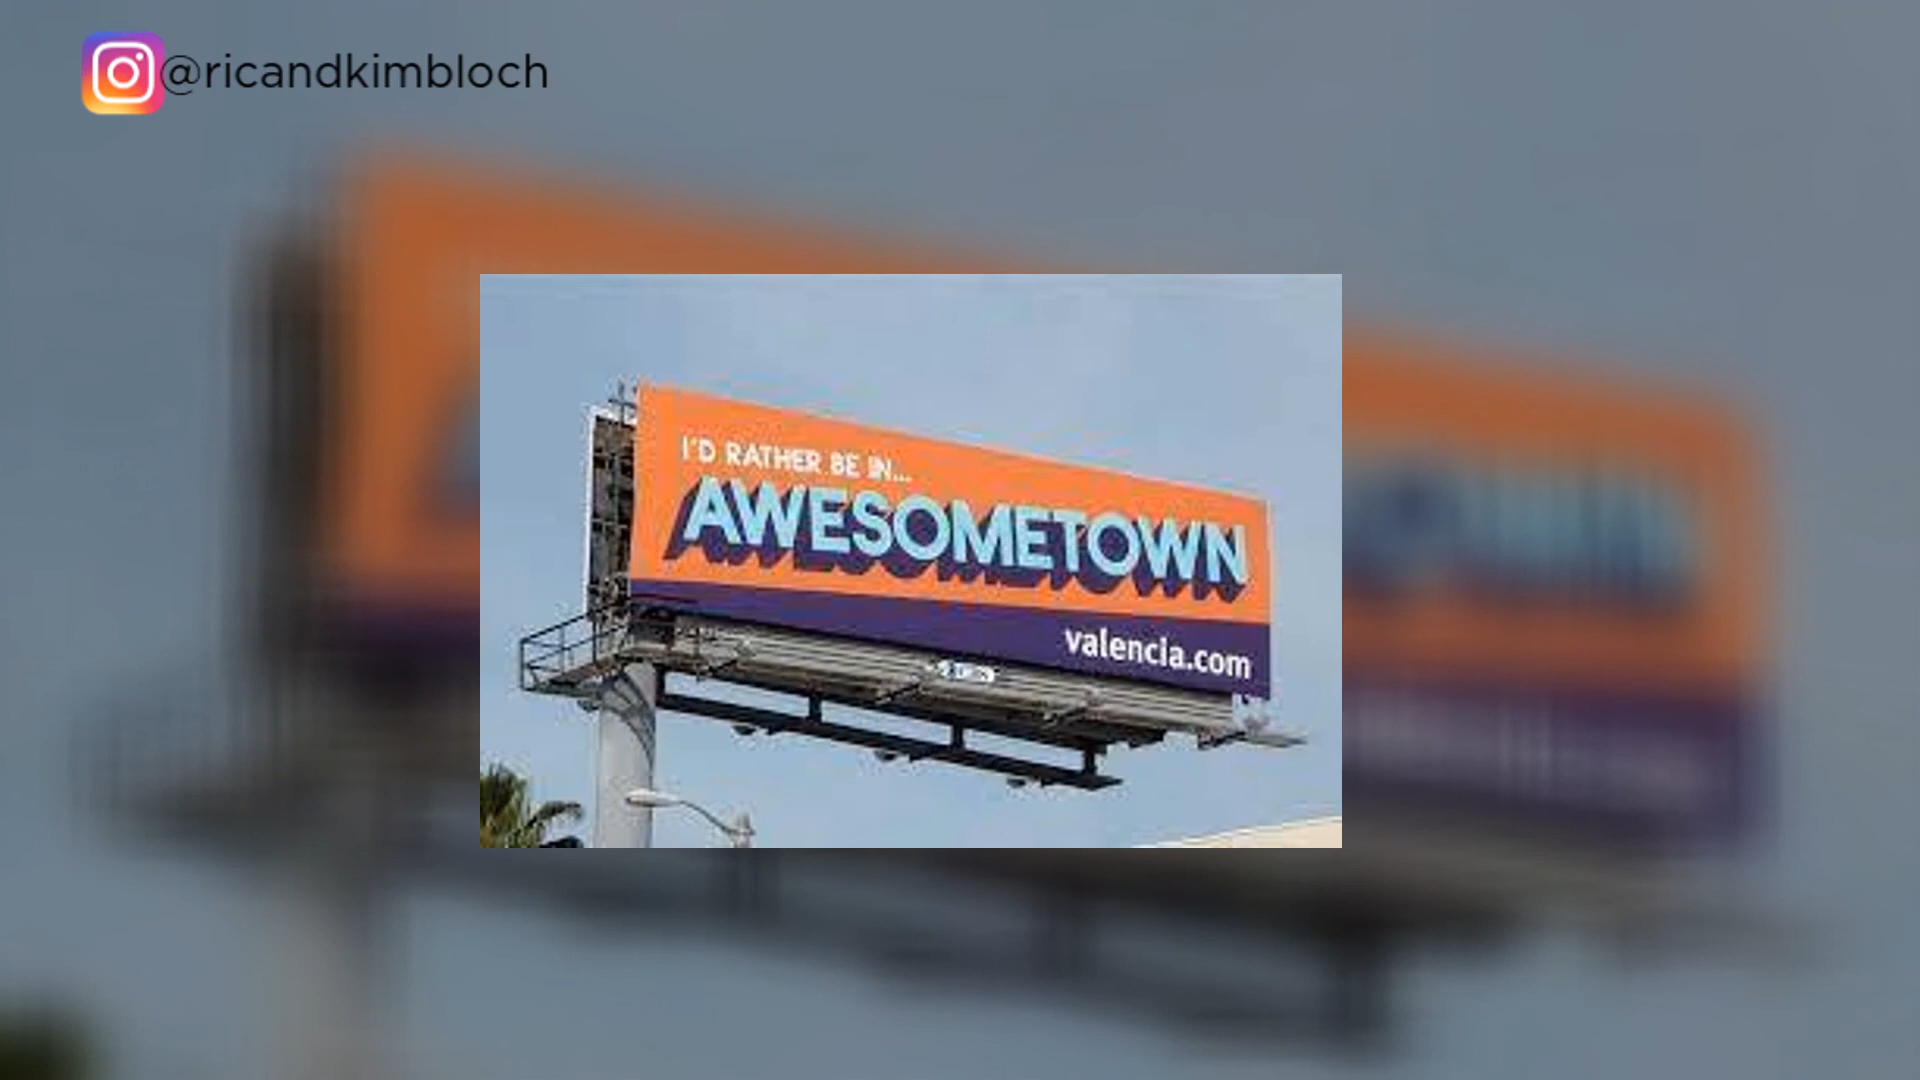 @ricandkimbloch
I'D RATHER BE IN...
AWESOMETOWN
valencia.com